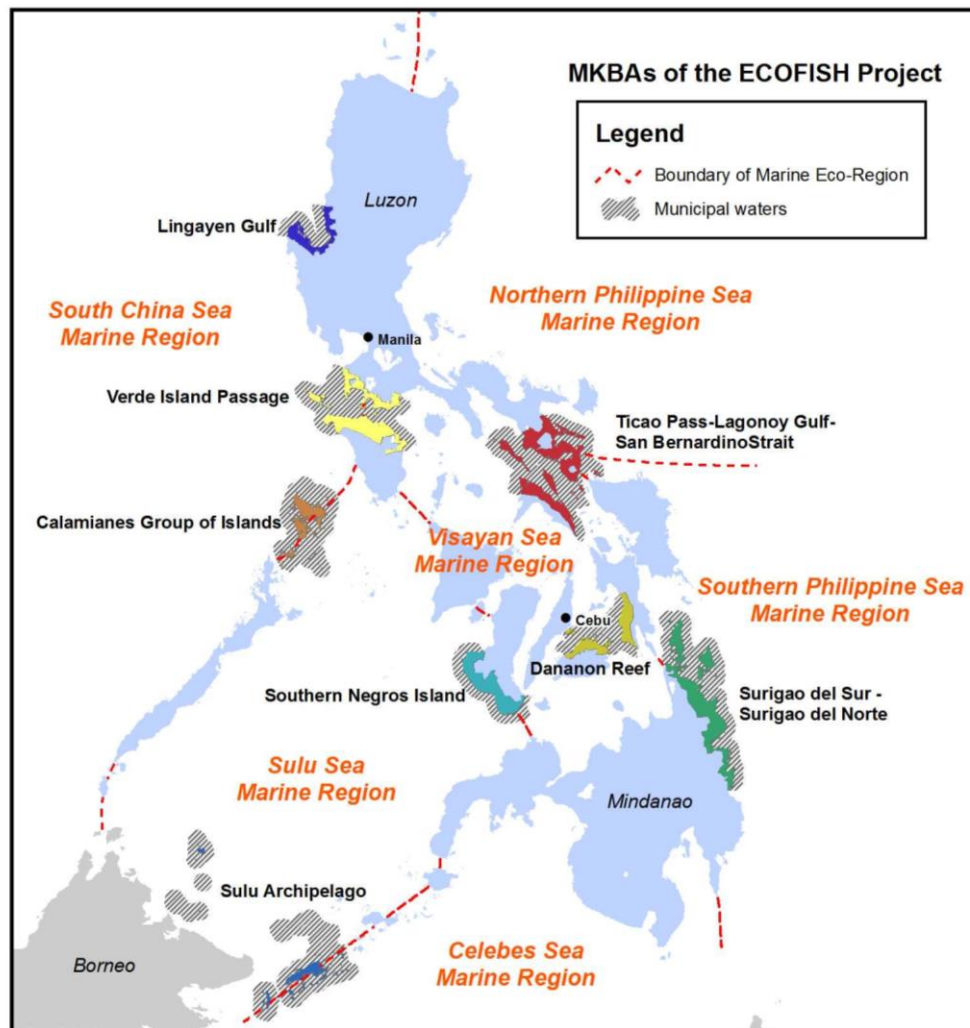 MKBAs of the ECOFISH Project
Legend
Boundary of Marine Eco-Region
Municipal waters
Luzon
Lingayen Gulf
South China Sea
Marine Region
Northern Philippine Sea
Marine Region
Manila
Verde Island Passage
Ticao Pass-Lagonoy Gulf-
San BernardinoStrait
Calamianes Group of Islands
Visayan Sea
Marine Region
Southern Philippine Sea
Marine Region
Cebu
Dananon Reef
Southern Negros Island
Surigao del Sur -
Surigao del Norte
Sulu Sea
Marine Region
Mindanao
Sulu Archipelago
Celebes Sea
Marine Region
Borneo